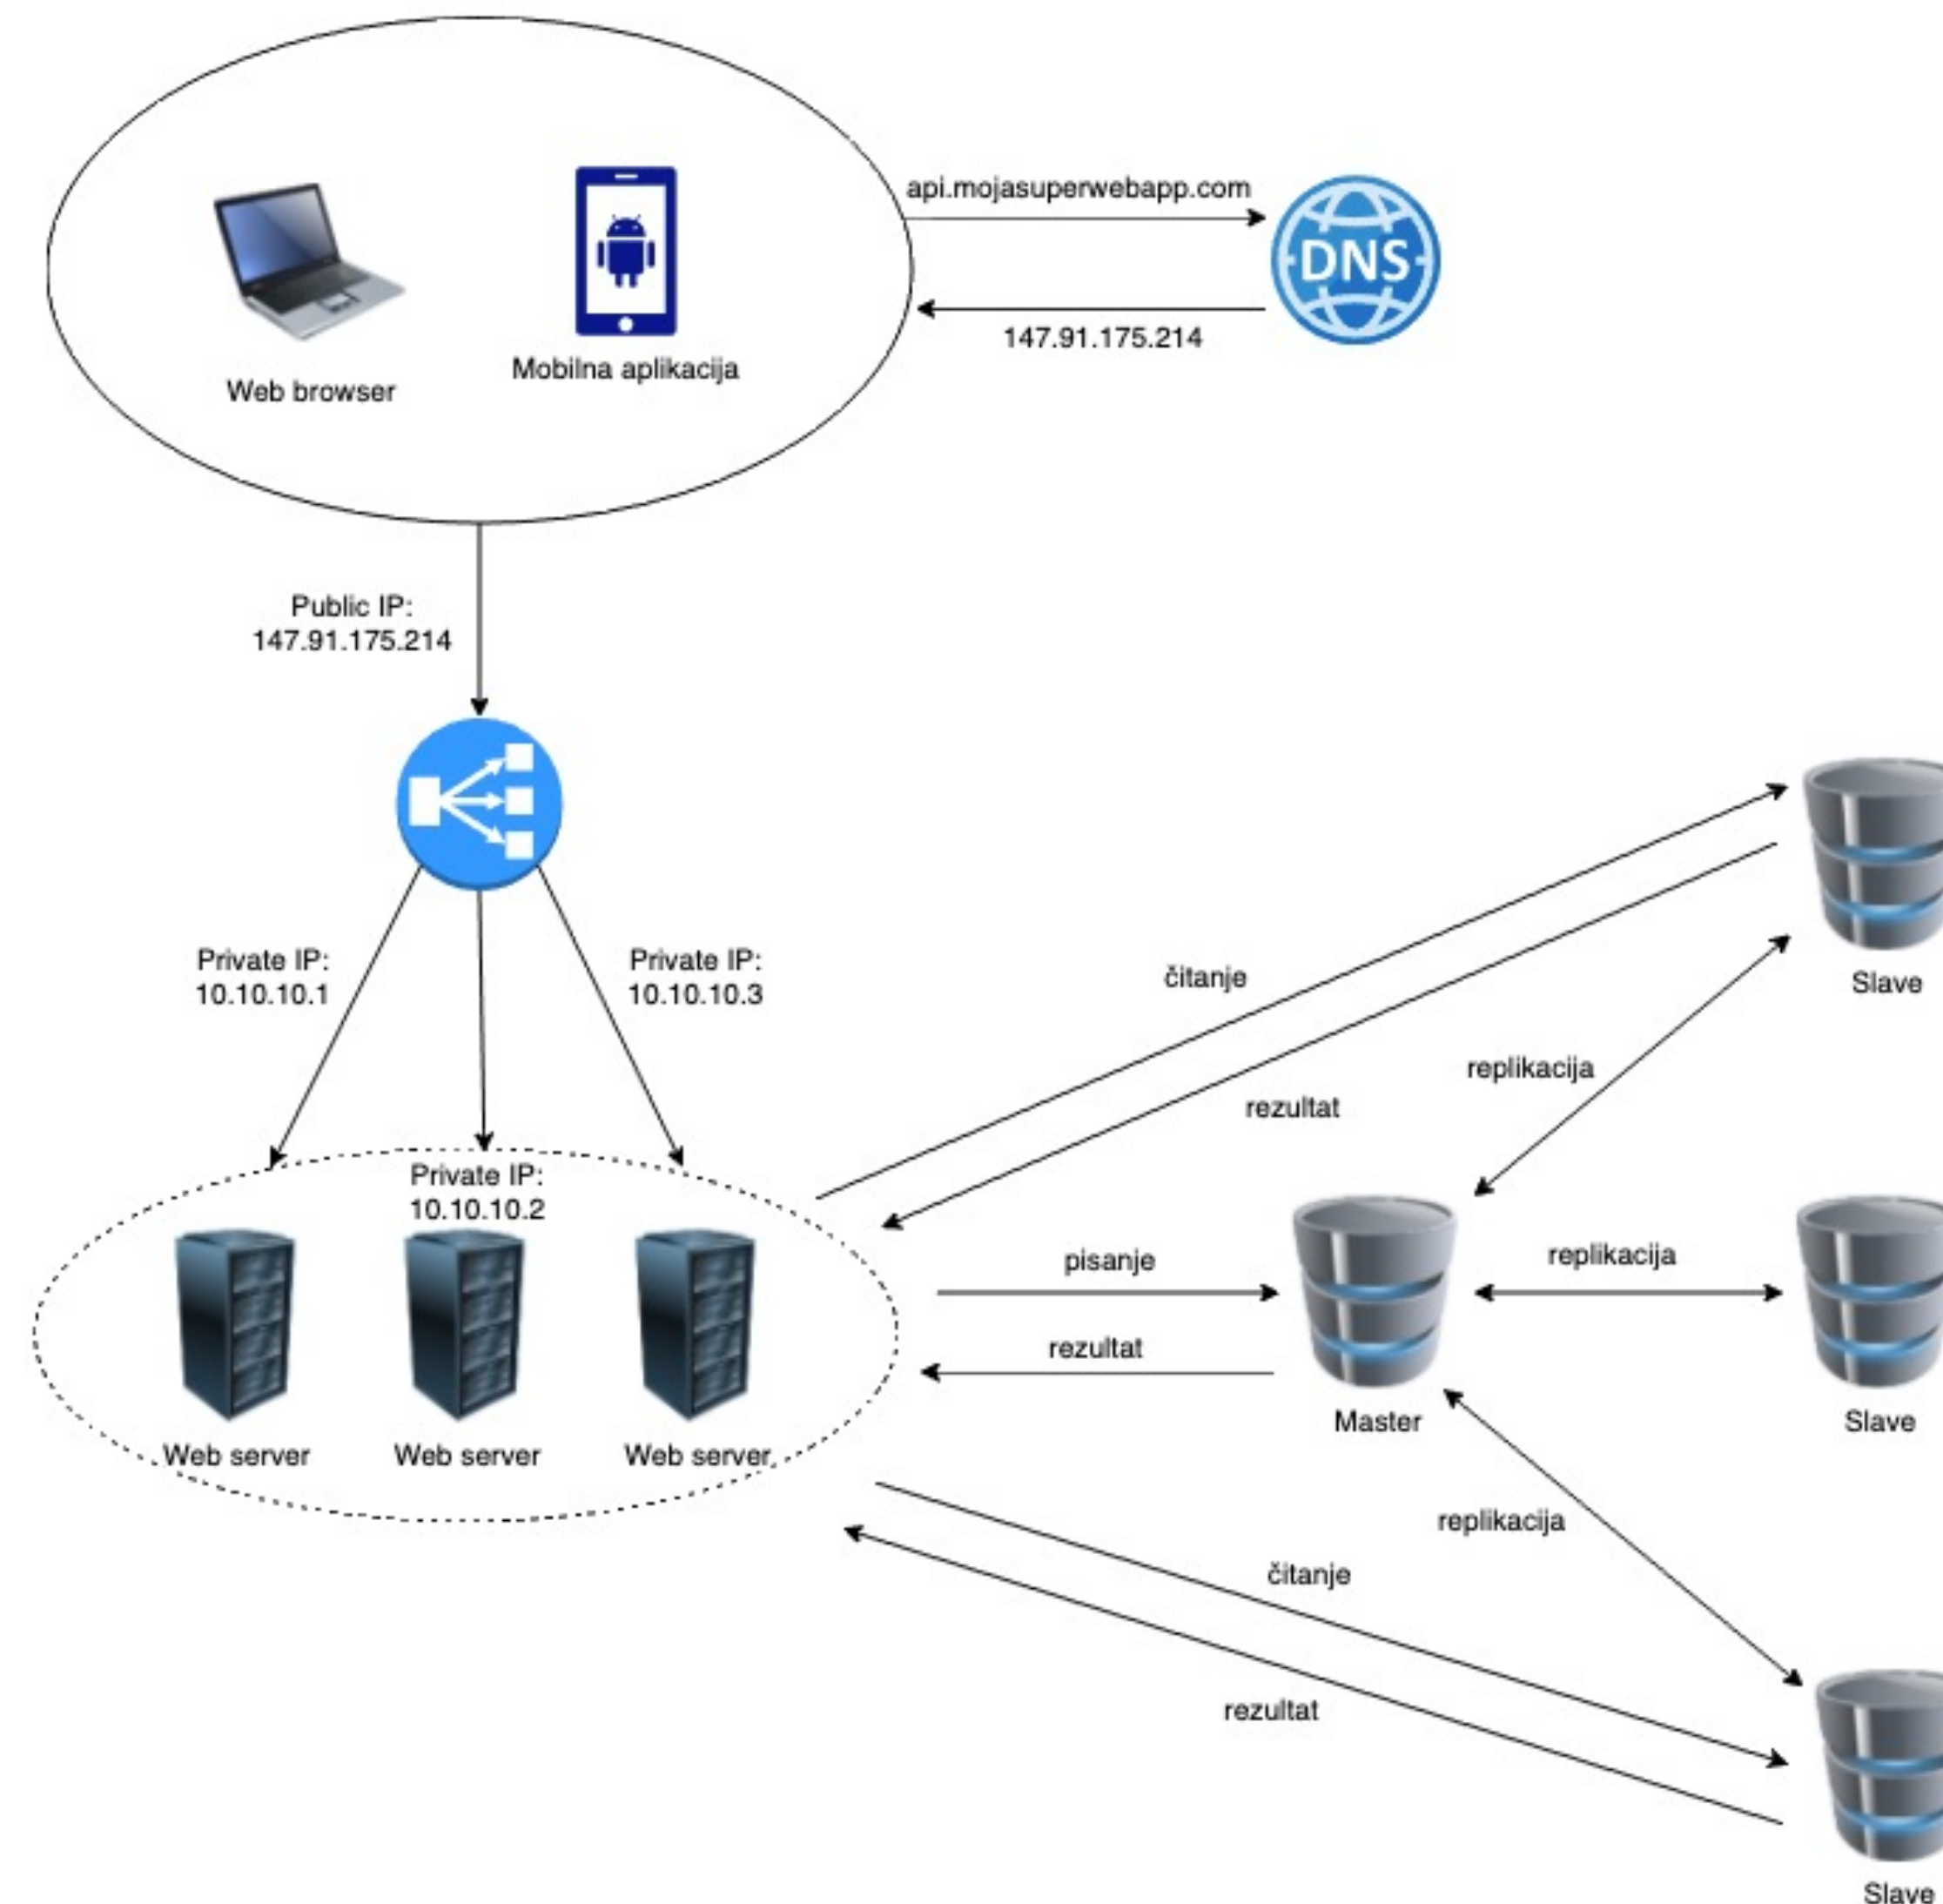 api.mojasuperwebapp.com
DNS
147.91.175.214
Web browser
Mobilna aplikacija
Public IP:
147.91.175.214
Private IP:
10.10.10.1
Private IP:
10.10.10.3
Private IP:
10.10.10.2
Web server
Web server
Web server
čitanje
rezultat
replikacija
Slave
pisanje
rezultat
Master
replikacija
Slave
replikacija
čitanje
rezultat
Slave